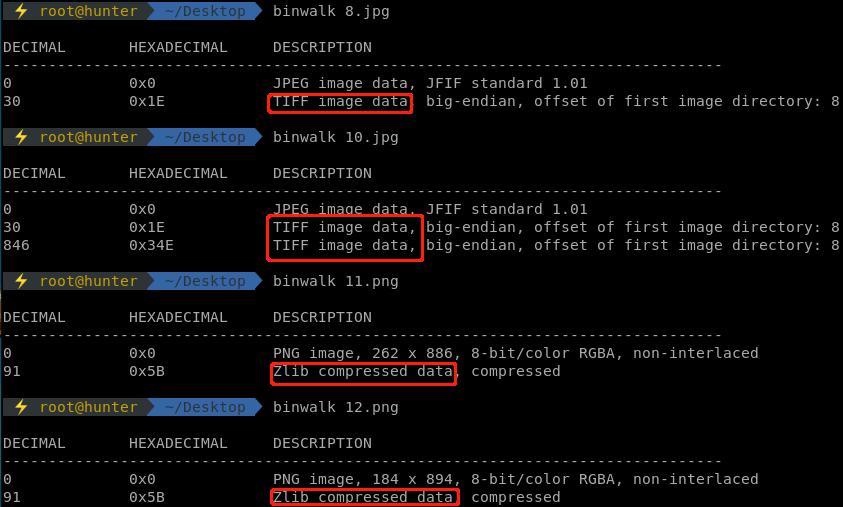 ⚡ root@hunter ~/Desktop binwalk 8.jpg
DECIMAL HEXADECIMAL DESCRIPTION
--------------------------------------------------------------------------------
0 0x0 JPEG image data, JFIF standard 1.01
30 0x1E TIFF image data, big-endian, offset of first image directory: 8
⚡ root@hunter ~/Desktop binwalk 10.jpg
DECIMAL HEXADECIMAL DESCRIPTION
--------------------------------------------------------------------------------
0 0x0 JPEG image data, JFIF standard 1.01
30 0x1E TIFF image data, big-endian, offset of first image directory: 8
846 0x34E TIFF image data, big-endian, offset of first image directory: 8
⚡ root@hunter ~/Desktop binwalk 11.png
DECIMAL HEXADECIMAL DESCRIPTION
--------------------------------------------------------------------------------
0 0x0 PNG image, 262 x 886, 8-bit/color RGBA, non-interlaced
91 0x5B Zlib compressed data, compressed
⚡ root@hunter ~/Desktop binwalk 12.png
DECIMAL HEXADECIMAL DESCRIPTION
--------------------------------------------------------------------------------
0 0x0 PNG image, 184 x 894, 8-bit/color RGBA, non-interlaced
91 0x5B Zlib compressed data, compressed